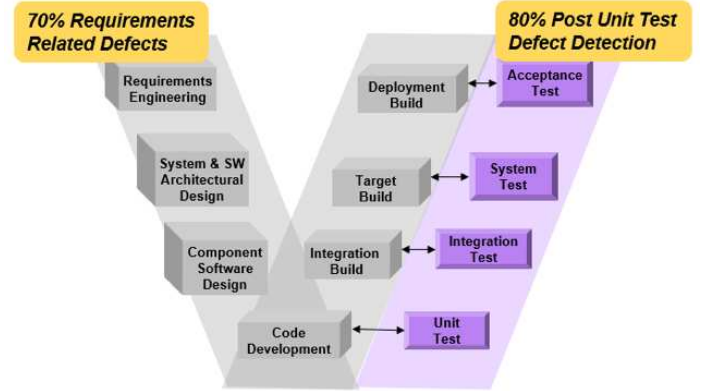 70% Requirements
Related Defects
80% Post Unit Test
Defect Detection
Requirements
Engineering
Deployment
Build
Acceptance
Test
System & SW
Architectural
Design
Target
Build
System
Test
Component
Software
Design
Integration
Build
Integration
Test
Code
Development
Unit
Test